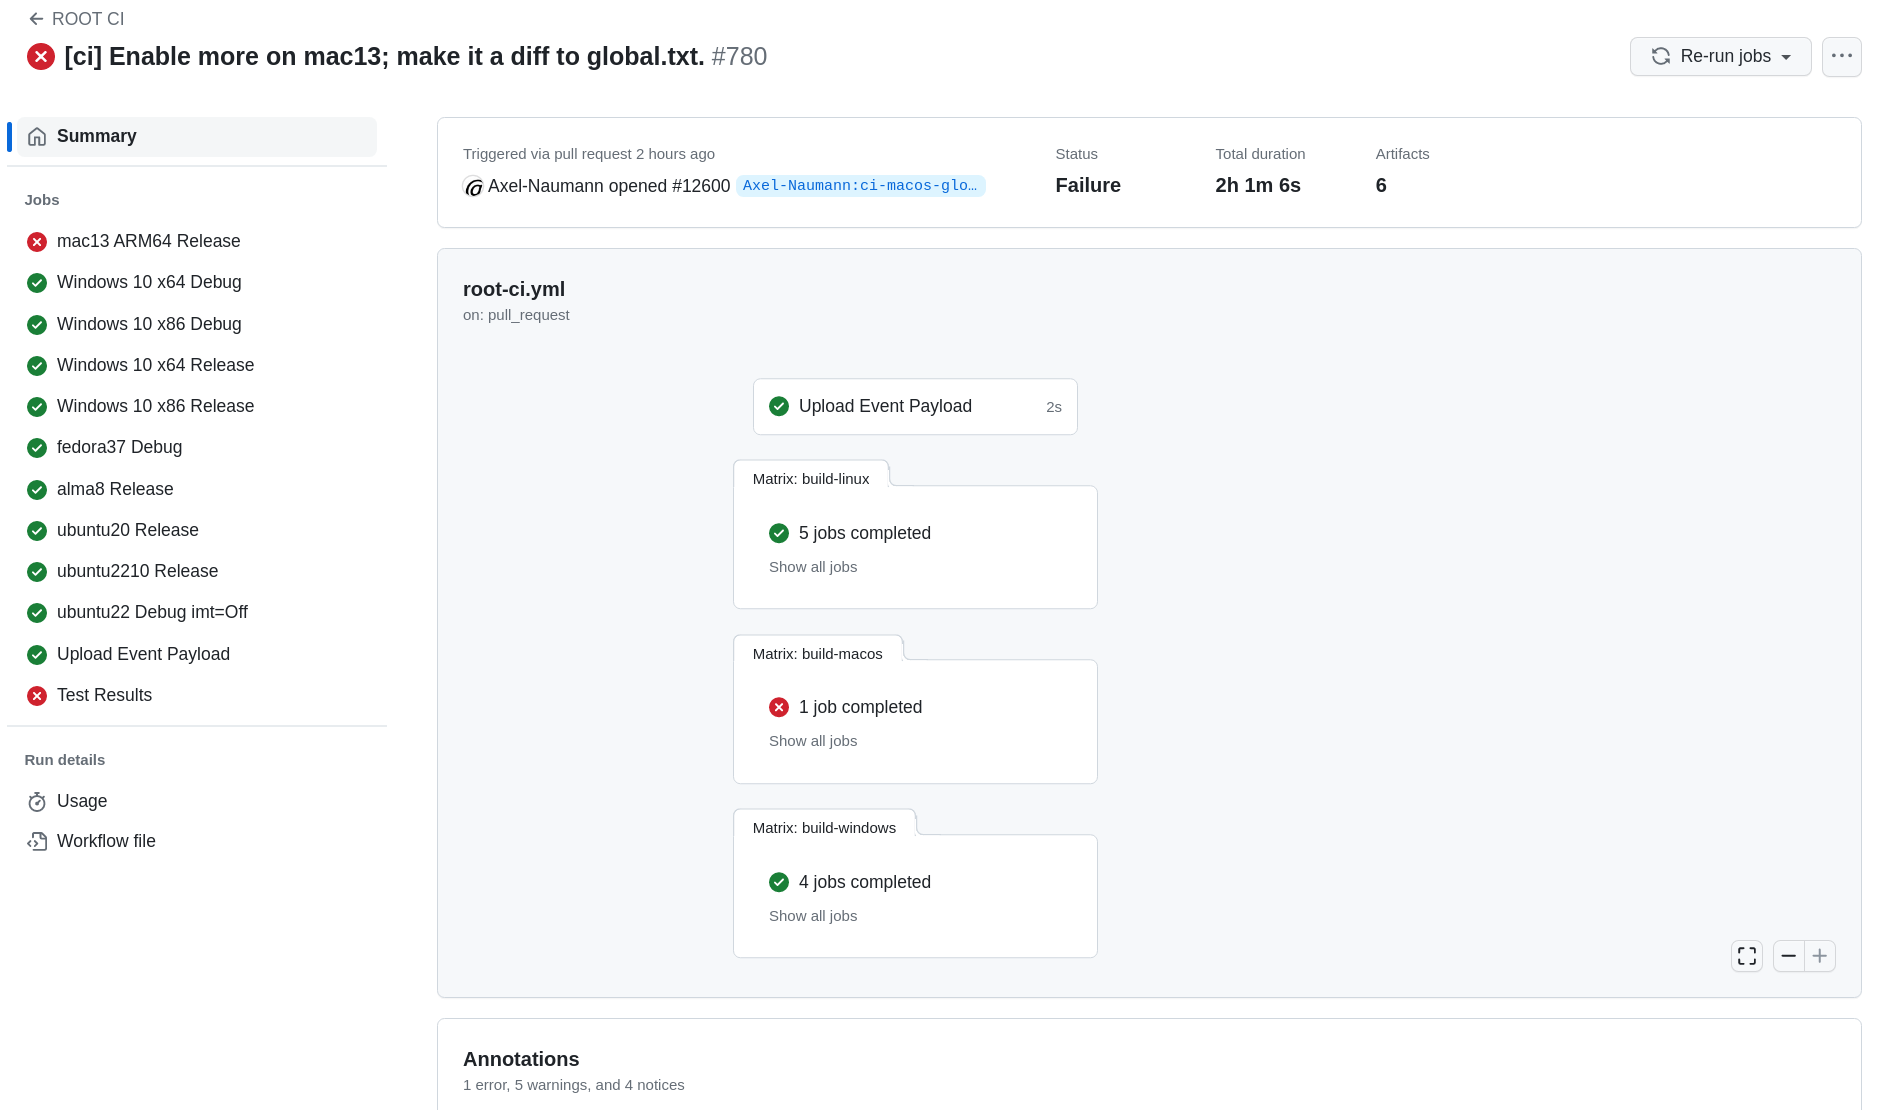 ROOT CI
[ci] Enable more on mac13; make it a diff to global.txt. #780
Re-run jobs
Summary
Jobs
mac13 ARM64 Release
Windows 10 x64 Debug
Windows 10 x86 Debug
Windows 10 x64 Release
Windows 10 x86 Release
fedora37 Debug
alma8 Release
ubuntu20 Release
ubuntu2210 Release
ubuntu22 Debug imt=Off
Upload Event Payload
Test Results
Run details
Usage
Workflow file
Triggered via pull request 2 hours ago
Axel-Naumann opened #12600 Axel-Naumann:ci-macos-glo…
Status
Failure
Total duration
2h 1m 6s
Artifacts
6
root-ci.yml
on: pull_request
Upload Event Payload 2s
Matrix: build-linux
5 jobs completed
Show all jobs
Matrix: build-macos
1 job completed
Show all jobs
Matrix: build-windows
4 jobs completed
Show all jobs
Annotations
1 error, 5 warnings, and 4 notices